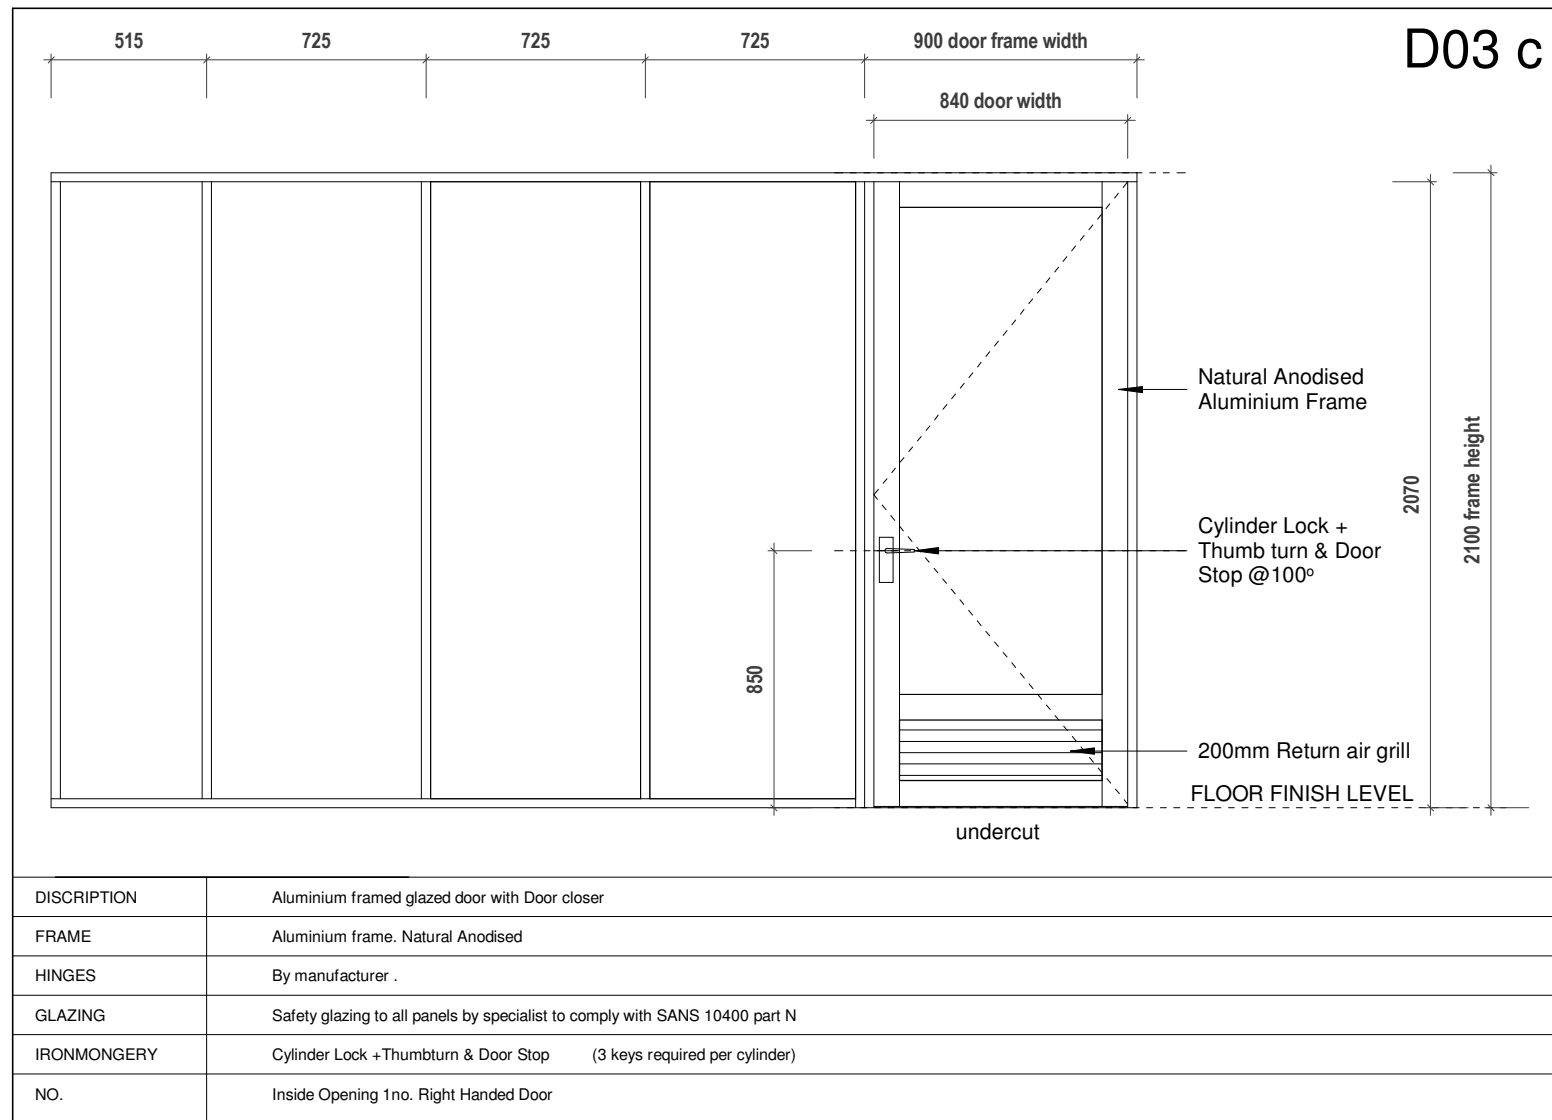 515
725
725
725
900 door frame width
D03 c
840 door width
Natural Anodised
Aluminium Frame
2070
2100 frame height
Cylinder Lock +
Thumb turn & Door
Stop @100º
850
200mm Return air grill
FLOOR FINISH LEVEL
undercut
DISCRIPTION Aluminium framed glazed door with Door closer
FRAME Aluminium frame. Natural Anodised
HINGES By manufacturer .
GLAZING Safety glazing to all panels by specialist to comply with SANS 10400 part N
IRONMONGERY Cylinder Lock +Thumbturn & Door Stop (3 keys required per cylinder)
NO. Inside Opening 1no. Right Handed Door